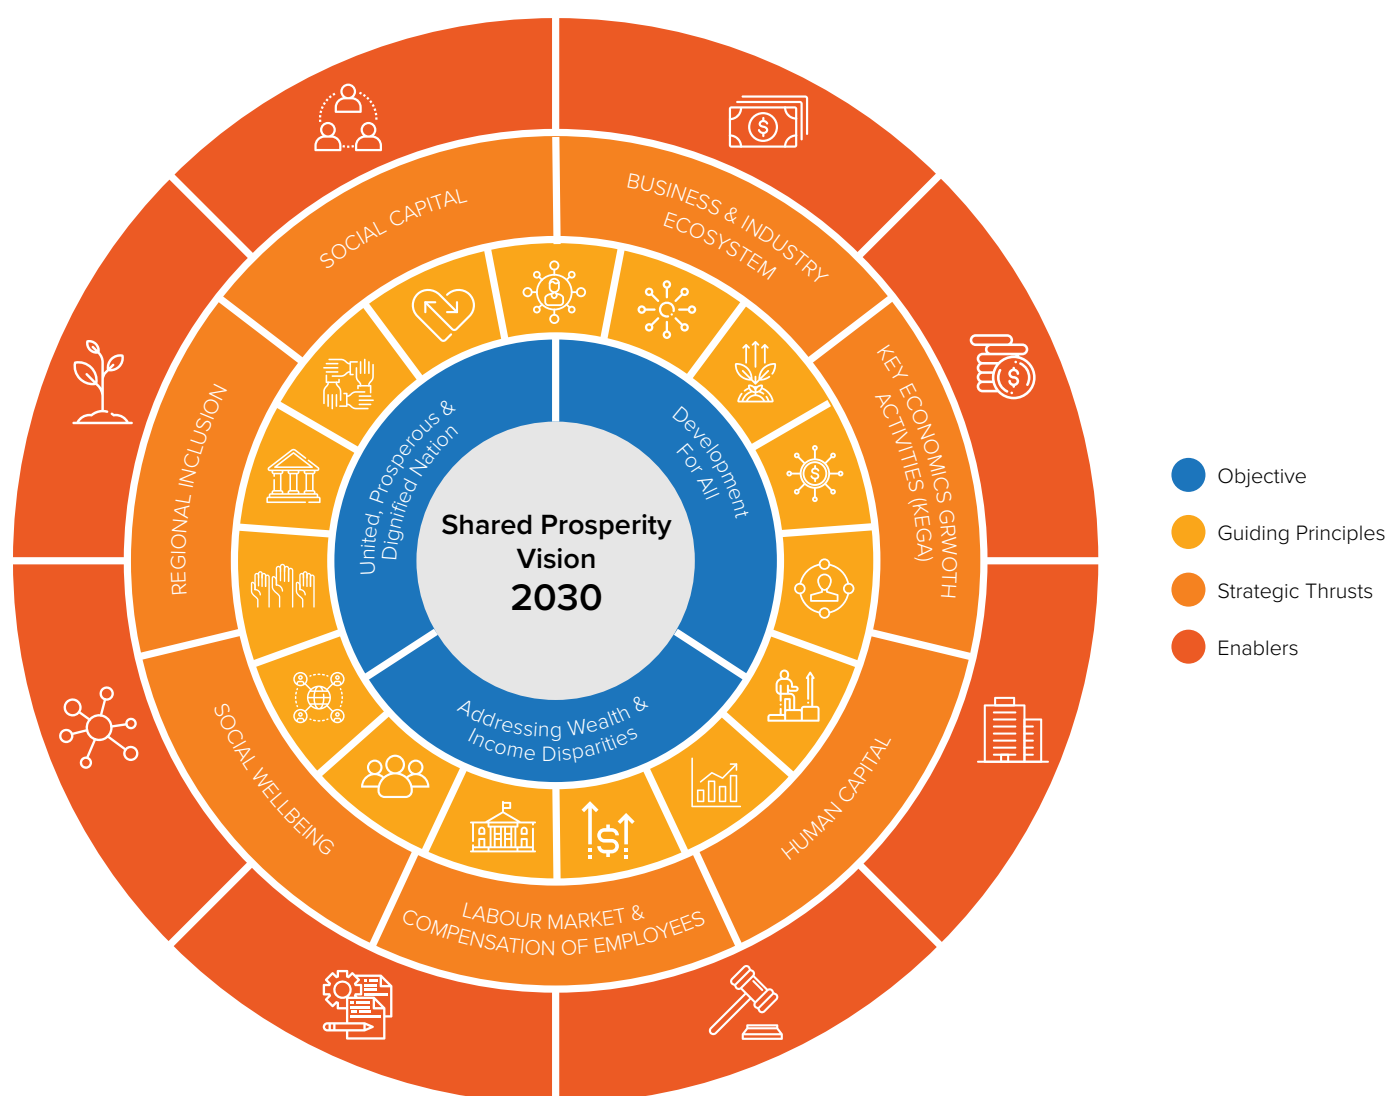 Shared Prosperity
Vision
2030
United, Prosperous &
Dignified Nation
Development
For All
Addressing Wealth &
Income Disparities
SOCIAL CAPITAL
BUSINESS & INDUSTRY
ECOSYSTEM
KEY ECONOMICS GRWOTH
ACTIVITIES (KEGA)
HUMAN CAPITAL
LABOUR MARKET &
COMPENSATION OF EMPLOYEES
SOCIAL WELLBEING
REGIONAL INCLUSION
Objective
Guiding Principles
Strategic Thrusts
Enablers